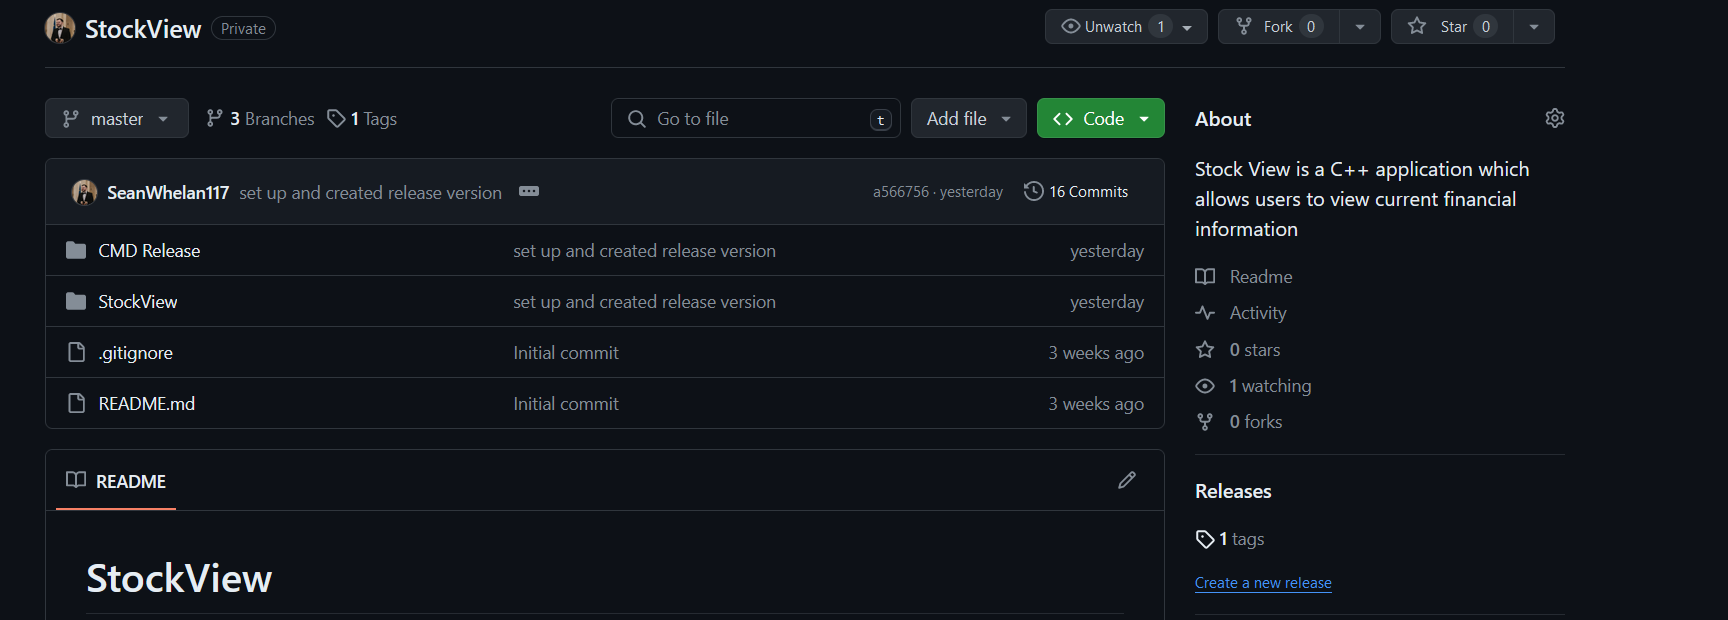 StockView Private
Unwatch 1
Fork 0
Star 0
master
3 Branches
1 Tags
Go to file t
Add file
Code
SeanWhelan117 set up and created release version
a566756 · yesterday
16 Commits
CMD Release set up and created release version yesterday
StockView set up and created release version yesterday
.gitignore Initial commit 3 weeks ago
README.md Initial commit 3 weeks ago
README
StockView
About
Stock View is a C++ application which
allows users to view current financial
information
Readme
Activity
0 stars
1 watching
0 forks
Releases
1 tags
Create a new release